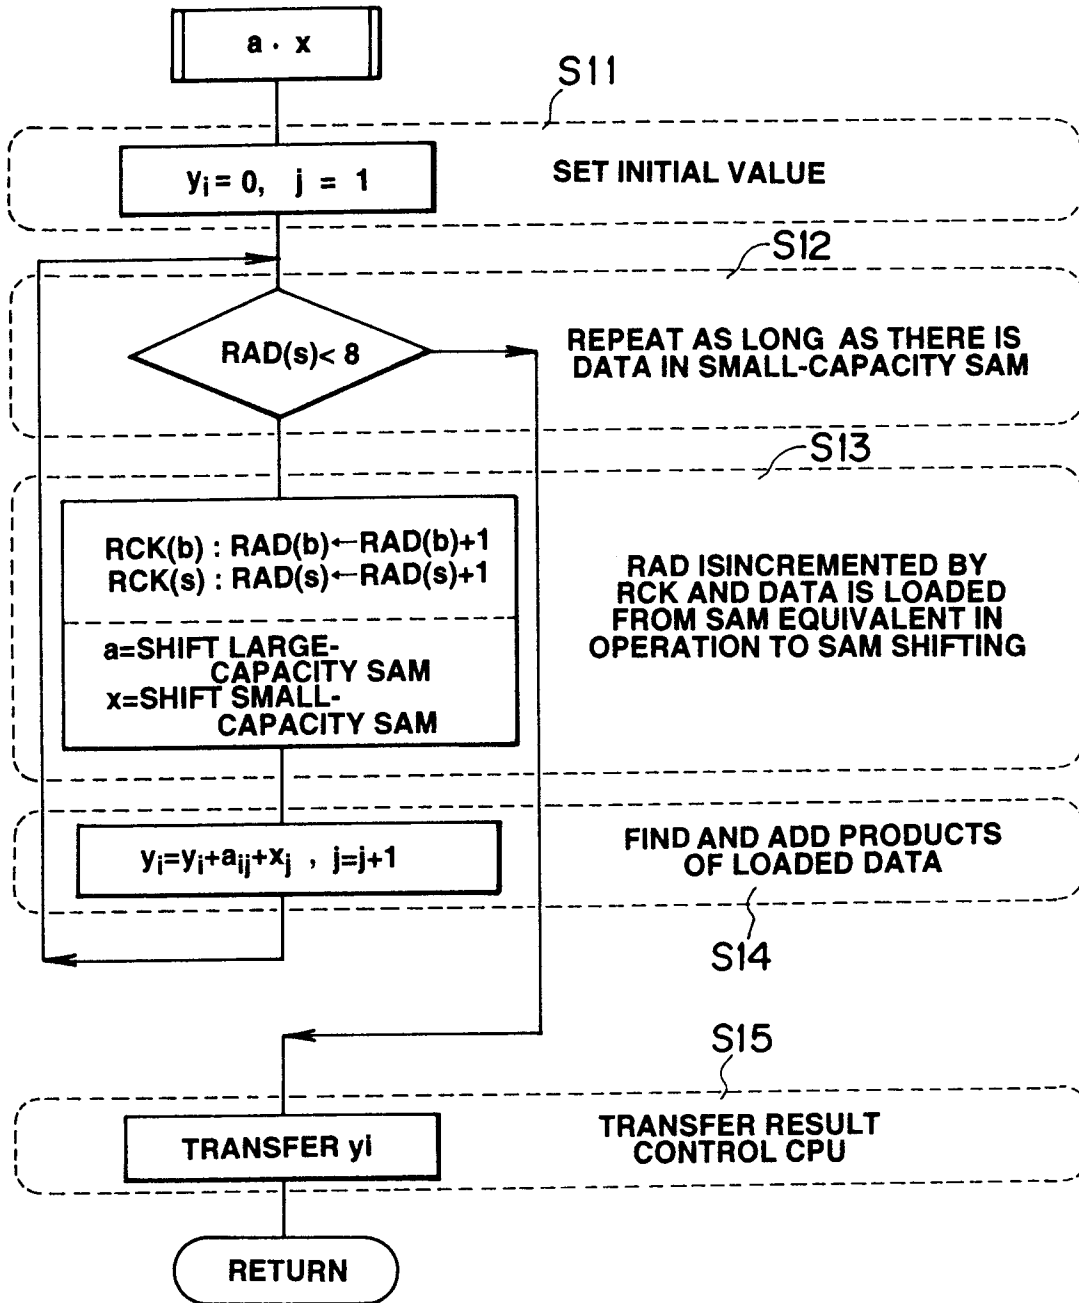 a · x
S11
yi = 0, j = 1
SET INITIAL VALUE
S12
RAD(s)< 8
REPEAT AS LONG AS THERE IS
DATA IN SMALL-CAPACITY SAM
S13
RCK(b) : RAD(b)←RAD(b)+1
RCK(s) : RAD(s)←RAD(s)+1
a=SHIFT LARGE-
CAPACITY SAM
x=SHIFT SMALL-
CAPACITY SAM
RAD ISINCREMENTED BY
RCK AND DATA IS LOADED
FROM SAM EQUIVALENT IN
OPERATION TO SAM SHIFTING
yi=yi+aij+xj , j=j+1
FIND AND ADD PRODUCTS
OF LOADED DATA
S14
S15
TRANSFER yi
TRANSFER RESULT
CONTROL CPU
RETURN